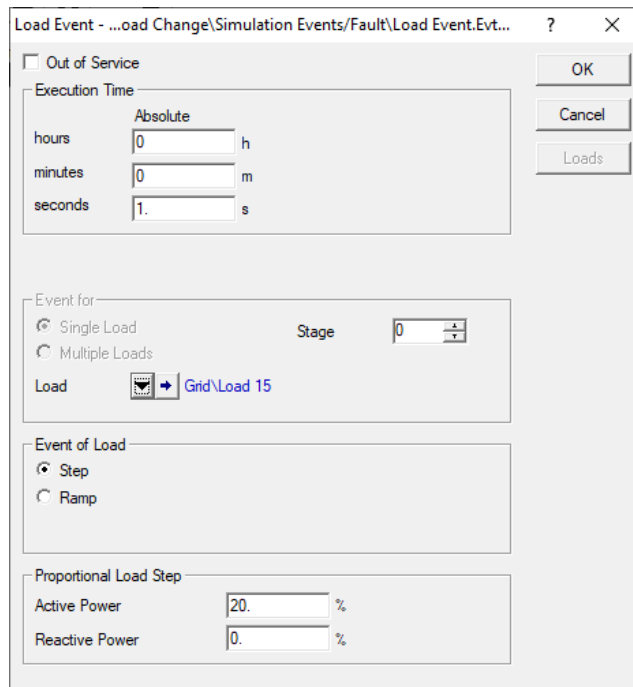 Load Event - ...oad Change\Simulation Events/Fault\Load Event.Evt... ? ×
Out of Service
OK
Execution Time
Absolute
Cancel
hours 0 h
Loads
minutes 0 m
seconds 1. s
Event for
Single Load
Stage 0
Multiple Loads
Load Grid\Load 15
Event of Load
Step
Ramp
Proportional Load Step
Active Power 20. %
Reactive Power 0. %